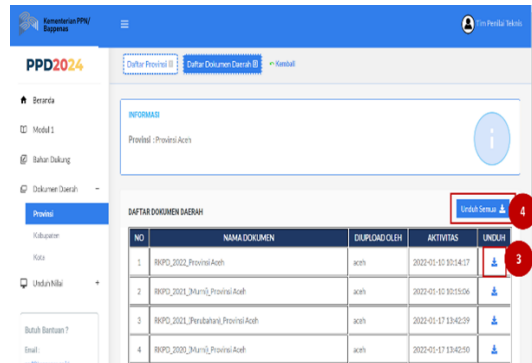 Kementerian PPN/
Bappenas
Tim Penilai Teknis
PPD2024
Daftar Provinsi
Daftar Dokumen Daerah
Kembali
Beranda
Modul 1
Bahan Dukung
Dokumen Daerah -
Provinsi
Kabupaten
Kota
Unduh Nilai +
Butuh Bantuan ?
Email :
INFORMASI
Provinsi : Provinsi Aceh
i
DAFTAR DOKUMEN DAERAH
Unduh Semua
4
NO NAMA DOKUMEN DIUPLOAD OLEH AKTIVITAS UNDUH
1 RKPD_2022_Provinsi Aceh aceh 2022-01-10 10:14:17
3
2 RKPD_2021_(Murni)_Provinsi Aceh aceh 2022-01-10 10:15:06
3 RKPD_2021_(Perubahan)_Provinsi Aceh aceh 2022-01-17 13:42:39
4 RKPD_2020_(Murni)_Provinsi Aceh aceh 2022-01-17 13:42:50